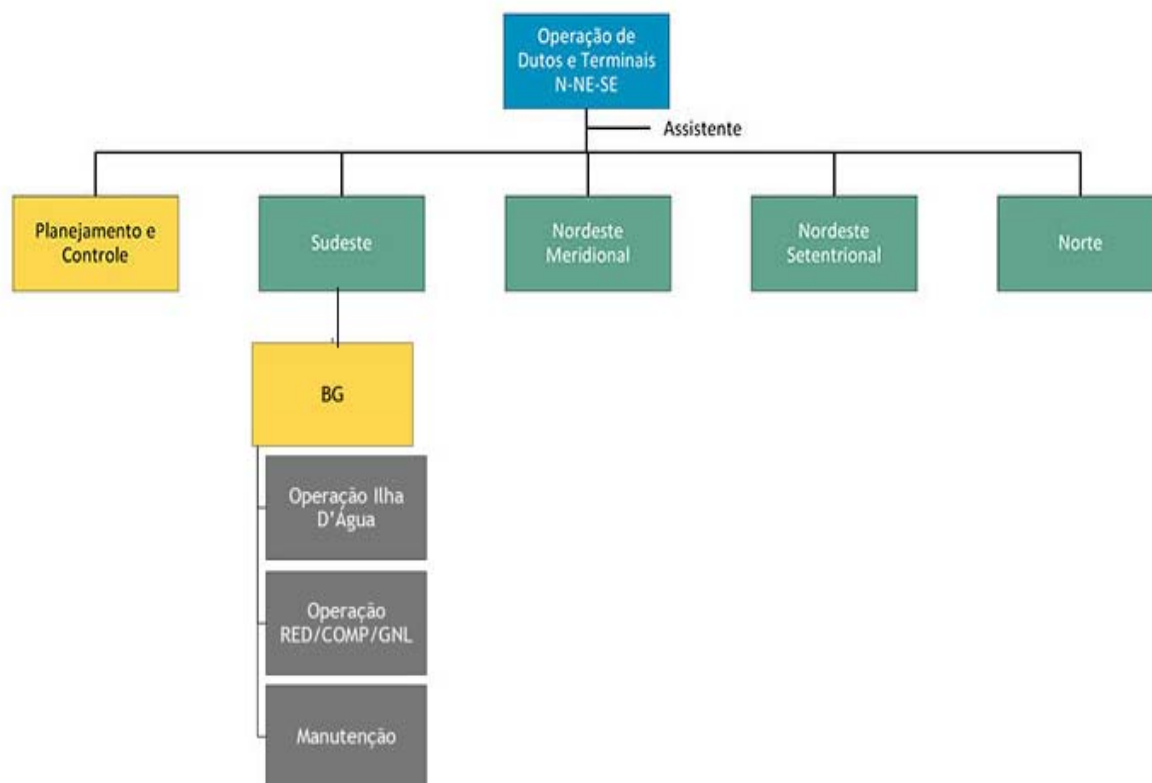 Operação de
Dutos e Terminais
N-NE-SE
Assistente
Planejamento e
Controle
Sudeste
Nordeste
Meridional
Nordeste
Setentrional
Norte
BG
Operação Ilha
D'Água
Operação
RED/COMP/GNL
Manutenção